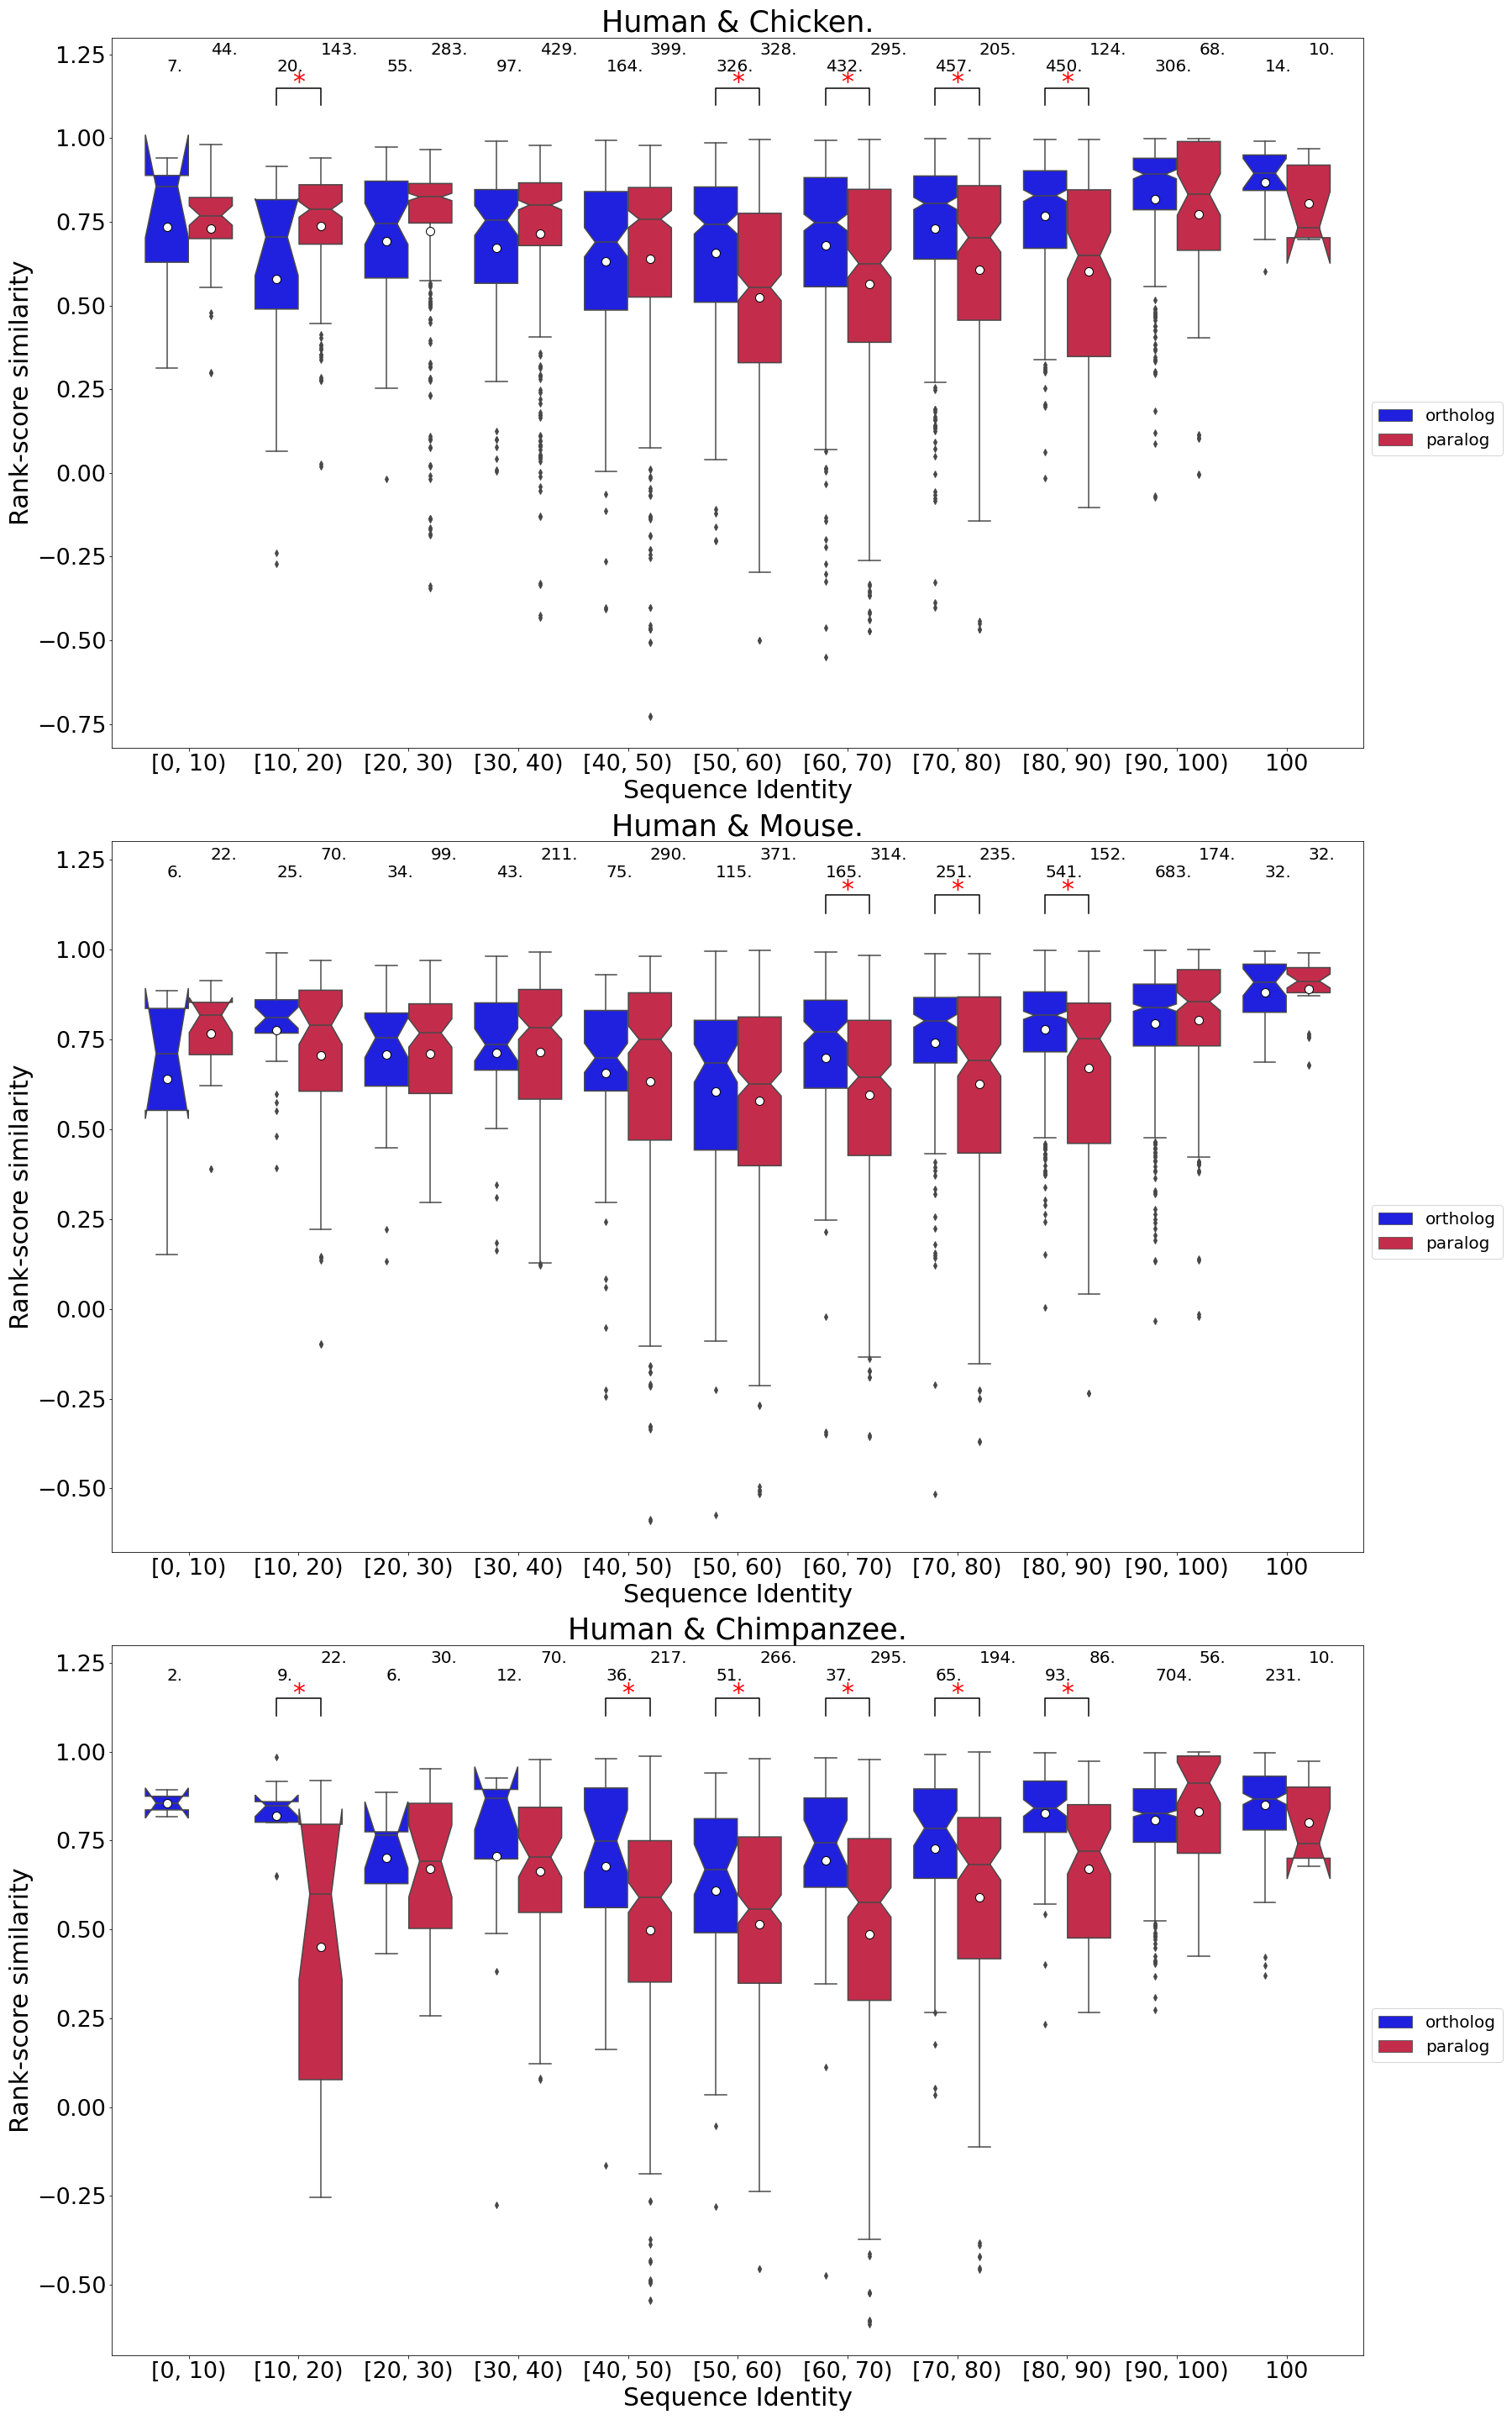 Human & Chicken.
1.25
44. 143. 283. 429. 399. 328. 295. 205. 124. 68. 10.
7. 20. 55. 97. 164. 326. 432. 457. 450. 306. 14.
* * * * *
1.00
0.75
0.50
0.25
0.00
−0.25
−0.50
−0.75
Rank-score similarity
ortholog
paralog
[0, 10) [10, 20) [20, 30) [30, 40) [40, 50) [50, 60) [60, 70) [70, 80) [80, 90) [90, 100) 100
Sequence Identity
Human & Mouse.
1.25
22. 70. 99. 211. 290. 371. 314. 235. 152. 174. 32.
6. 25. 34. 43. 75. 115. 165. 251. 541. 683. 32.
* * *
1.00
0.75
0.50
0.25
0.00
−0.25
−0.50
Rank-score similarity
ortholog
paralog
[0, 10) [10, 20) [20, 30) [30, 40) [40, 50) [50, 60) [60, 70) [70, 80) [80, 90) [90, 100) 100
Sequence Identity
Human & Chimpanzee.
1.25
22. 30. 70. 217. 266. 295. 194. 86. 56. 10.
2. 9. 6. 12. 36. 51. 37. 65. 93. 704. 231.
* * * * * *
1.00
0.75
0.50
0.25
0.00
−0.25
−0.50
Rank-score similarity
ortholog
paralog
[0, 10) [10, 20) [20, 30) [30, 40) [40, 50) [50, 60) [60, 70) [70, 80) [80, 90) [90, 100) 100
Sequence Identity